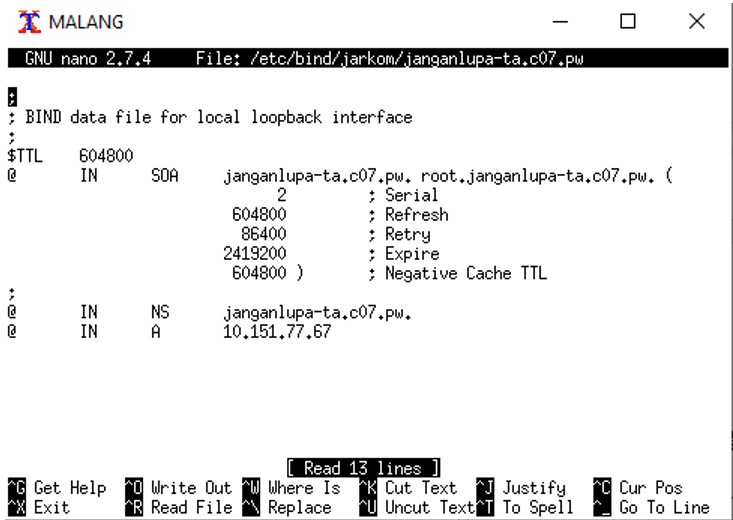 MALANG
GNU nano 2.7.4 File: /etc/bind/jarkom/janganlupa-ta.c07.pw
;
; BIND data file for local loopback interface
;
$TTL 604800
@ IN SOA janganlupa-ta.c07.pw. root.janganlupa-ta.c07.pw. (
2 ; Serial
604800 ; Refresh
86400 ; Retry
2419200 ; Expire
604800 ) ; Negative Cache TTL
;
@ IN NS janganlupa-ta.c07.pw.
@ IN A 10.151.77.67
[ Read 13 lines ]
^G Get Help ^O Write Out ^W Where Is ^K Cut Text ^J Justify ^C Cur Pos
^X Exit ^R Read File ^\ Replace ^U Uncut Text ^T To Spell ^_ Go To Line